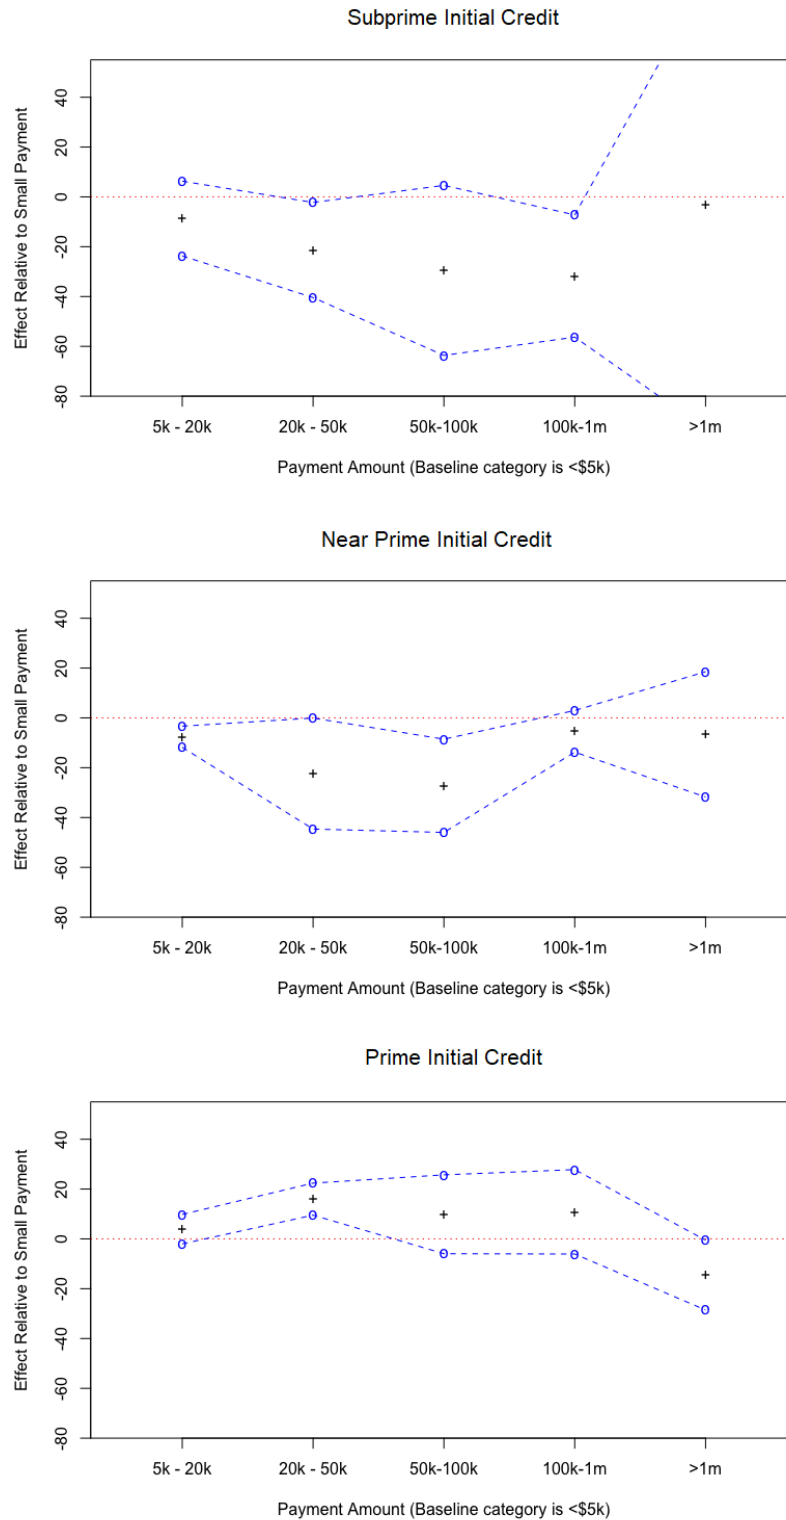 Subprime Initial Credit
Effect Relative to Small Payment
40
20
0
-20
-40
-60
-80
5k - 20k
20k - 50k
50k-100k
100k-1m
>1m
Payment Amount (Baseline category is <$5k)
Near Prime Initial Credit
Effect Relative to Small Payment
40
20
0
-20
-40
-60
-80
5k - 20k
20k - 50k
50k-100k
100k-1m
>1m
Payment Amount (Baseline category is <$5k)
Prime Initial Credit
Effect Relative to Small Payment
40
20
0
-20
-40
-60
-80
5k - 20k
20k - 50k
50k-100k
100k-1m
>1m
Payment Amount (Baseline category is <$5k)